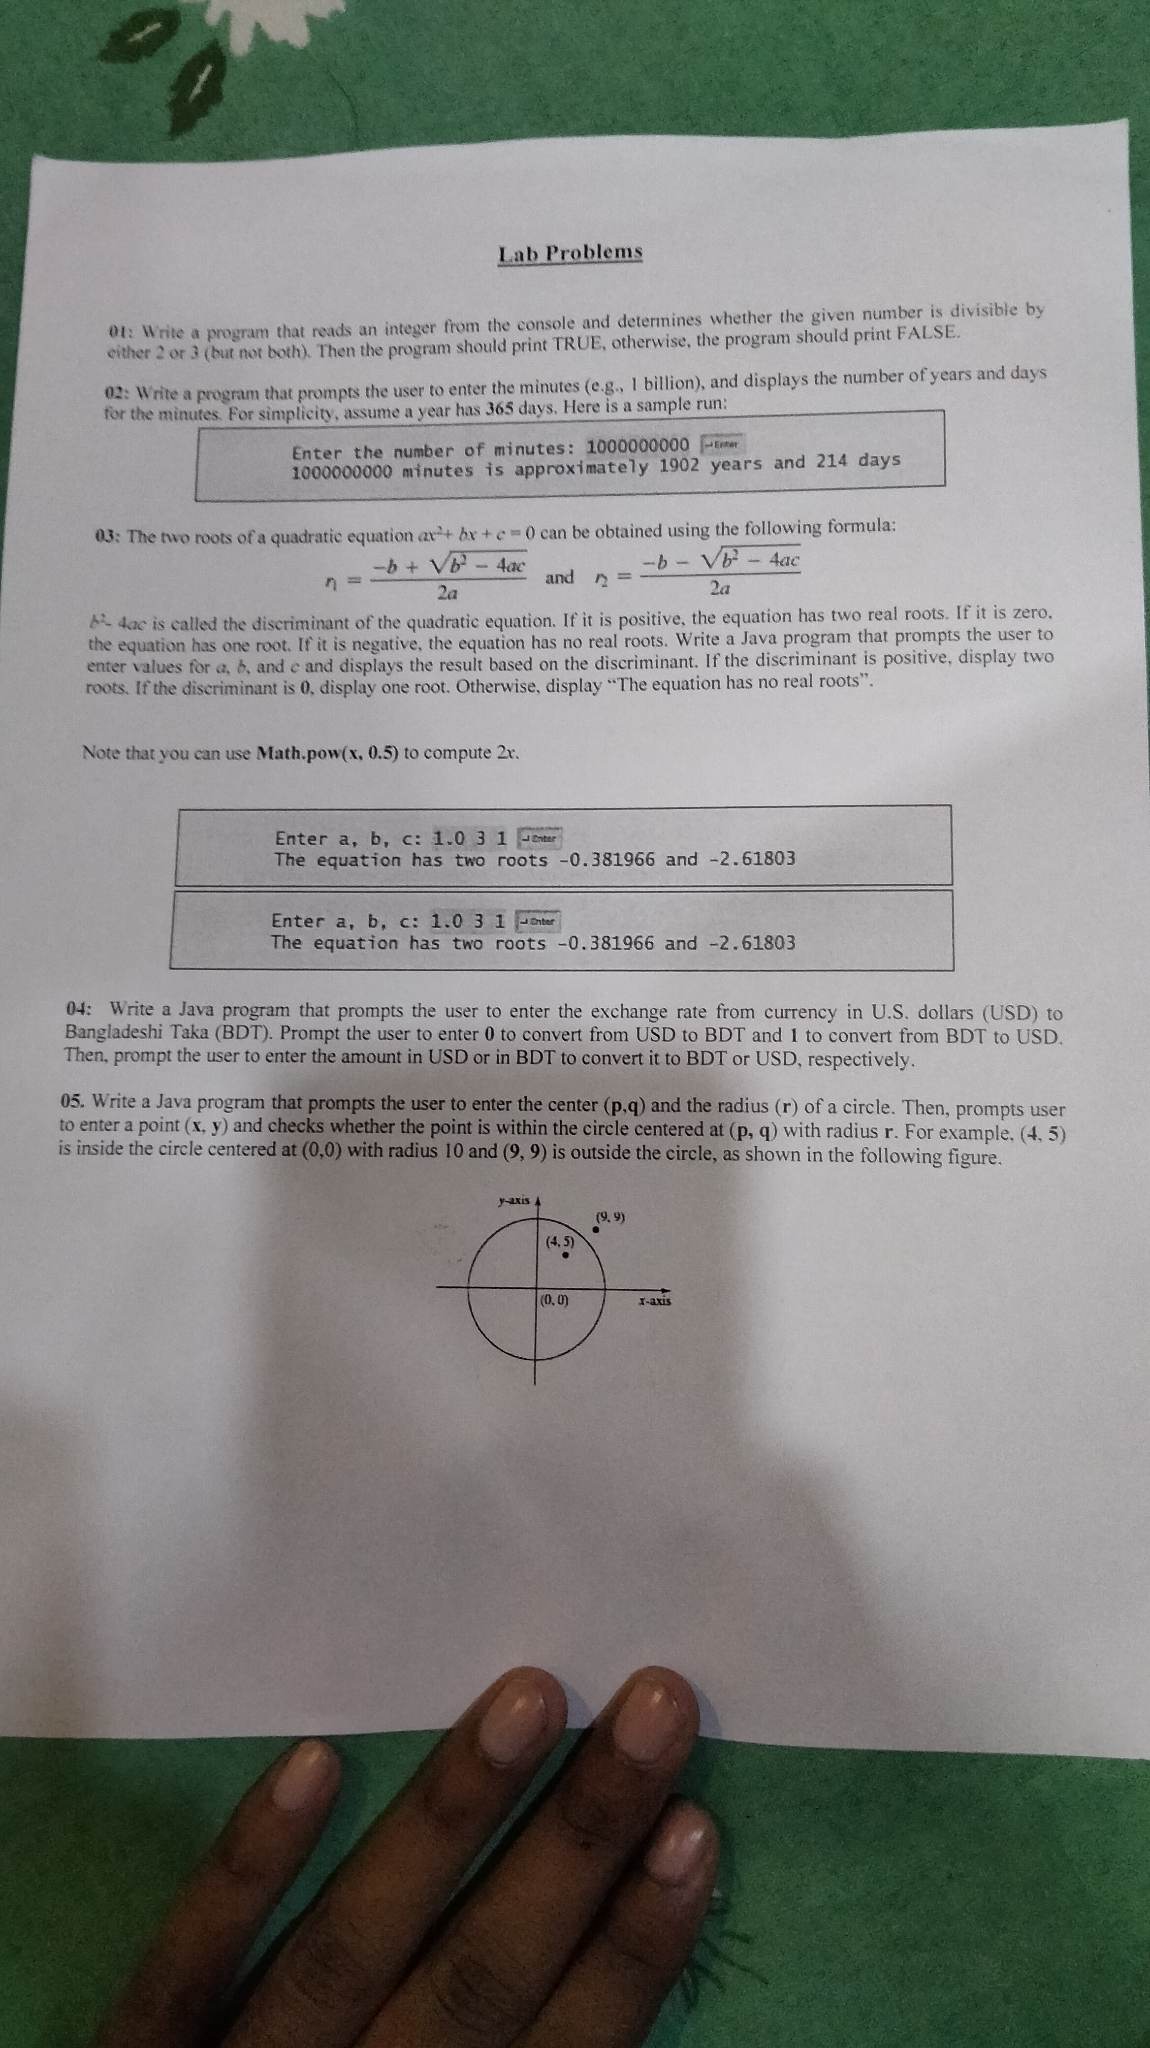 Lab Problems
01: Write a program that reads an integer from the console and determines whether the given number is divisible by
either 2 or 3 (but not both). Then the program should print TRUE, otherwise, the program should print FALSE.
02: Write a program that prompts the user to enter the minutes (e.g., 1 billion), and displays the number of years and days
for the minutes. For simplicity, assume a year has 365 days. Here is a sample run:
Enter the number of minutes: 1000000000 ↵Enter
1000000000 minutes is approximately 1902 years and 214 days
03: The two roots of a quadratic equation ax²+ bx + c = 0 can be obtained using the following formula:
r₁ = (−b + √(b² − 4ac)) / 2a and r₂ = (−b − √(b² − 4ac)) / 2a
b²- 4ac is called the discriminant of the quadratic equation. If it is positive, the equation has two real roots. If it is zero,
the equation has one root. If it is negative, the equation has no real roots. Write a Java program that prompts the user to
enter values for a, b, and c and displays the result based on the discriminant. If the discriminant is positive, display two
roots. If the discriminant is 0, display one root. Otherwise, display “The equation has no real roots”.
Note that you can use Math.pow(x, 0.5) to compute 2x.
Enter a, b, c: 1.0 3 1 ↵Enter
The equation has two roots -0.381966 and -2.61803
Enter a, b, c: 1.0 3 1 ↵Enter
The equation has two roots -0.381966 and -2.61803
04: Write a Java program that prompts the user to enter the exchange rate from currency in U.S. dollars (USD) to
Bangladeshi Taka (BDT). Prompt the user to enter 0 to convert from USD to BDT and 1 to convert from BDT to USD.
Then, prompt the user to enter the amount in USD or in BDT to convert it to BDT or USD, respectively.
05. Write a Java program that prompts the user to enter the center (p,q) and the radius (r) of a circle. Then, prompts user
to enter a point (x, y) and checks whether the point is within the circle centered at (p, q) with radius r. For example, (4, 5)
is inside the circle centered at (0,0) with radius 10 and (9, 9) is outside the circle, as shown in the following figure.
y-axis
(9, 9)
(4, 5)
(0, 0)
x-axis